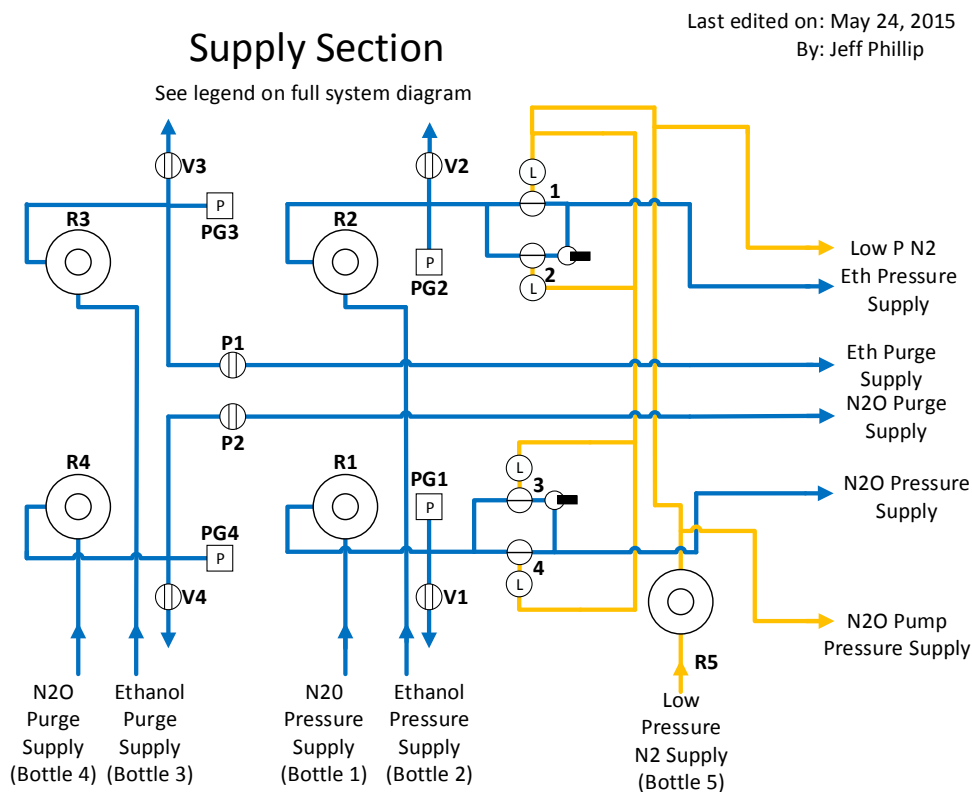 Last edited on: May 24, 2015
By: Jeff Phillip
Supply Section
See legend on full system diagram
V3
V2
L
1
P
PG3
R3
R2
P
PG2
2
L
Low P N2
Eth Pressure
Supply
P1
Eth Purge
Supply
N2O Purge
Supply
P2
R4
R1
PG1
P
L
3
N2O Pressure
Supply
PG4
P
4
L
V4
V1
N2O Pump
Pressure Supply
R5
N2O
Purge
Supply
(Bottle 4)
Ethanol
Purge
Supply
(Bottle 3)
N20
Pressure
Supply
(Bottle 1)
Ethanol
Pressure
Supply
(Bottle 2)
Low
Pressure
N2 Supply
(Bottle 5)